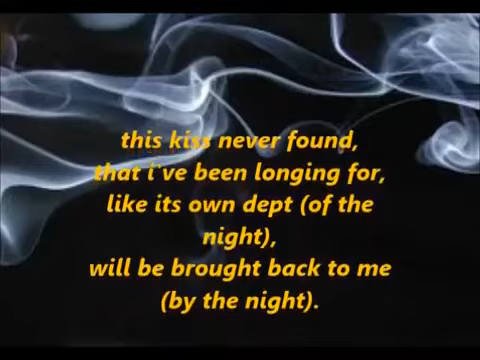 this kiss never found,
that i've been longing for,
like its own dept (of the
night),
will be brought back to me
(by the night).